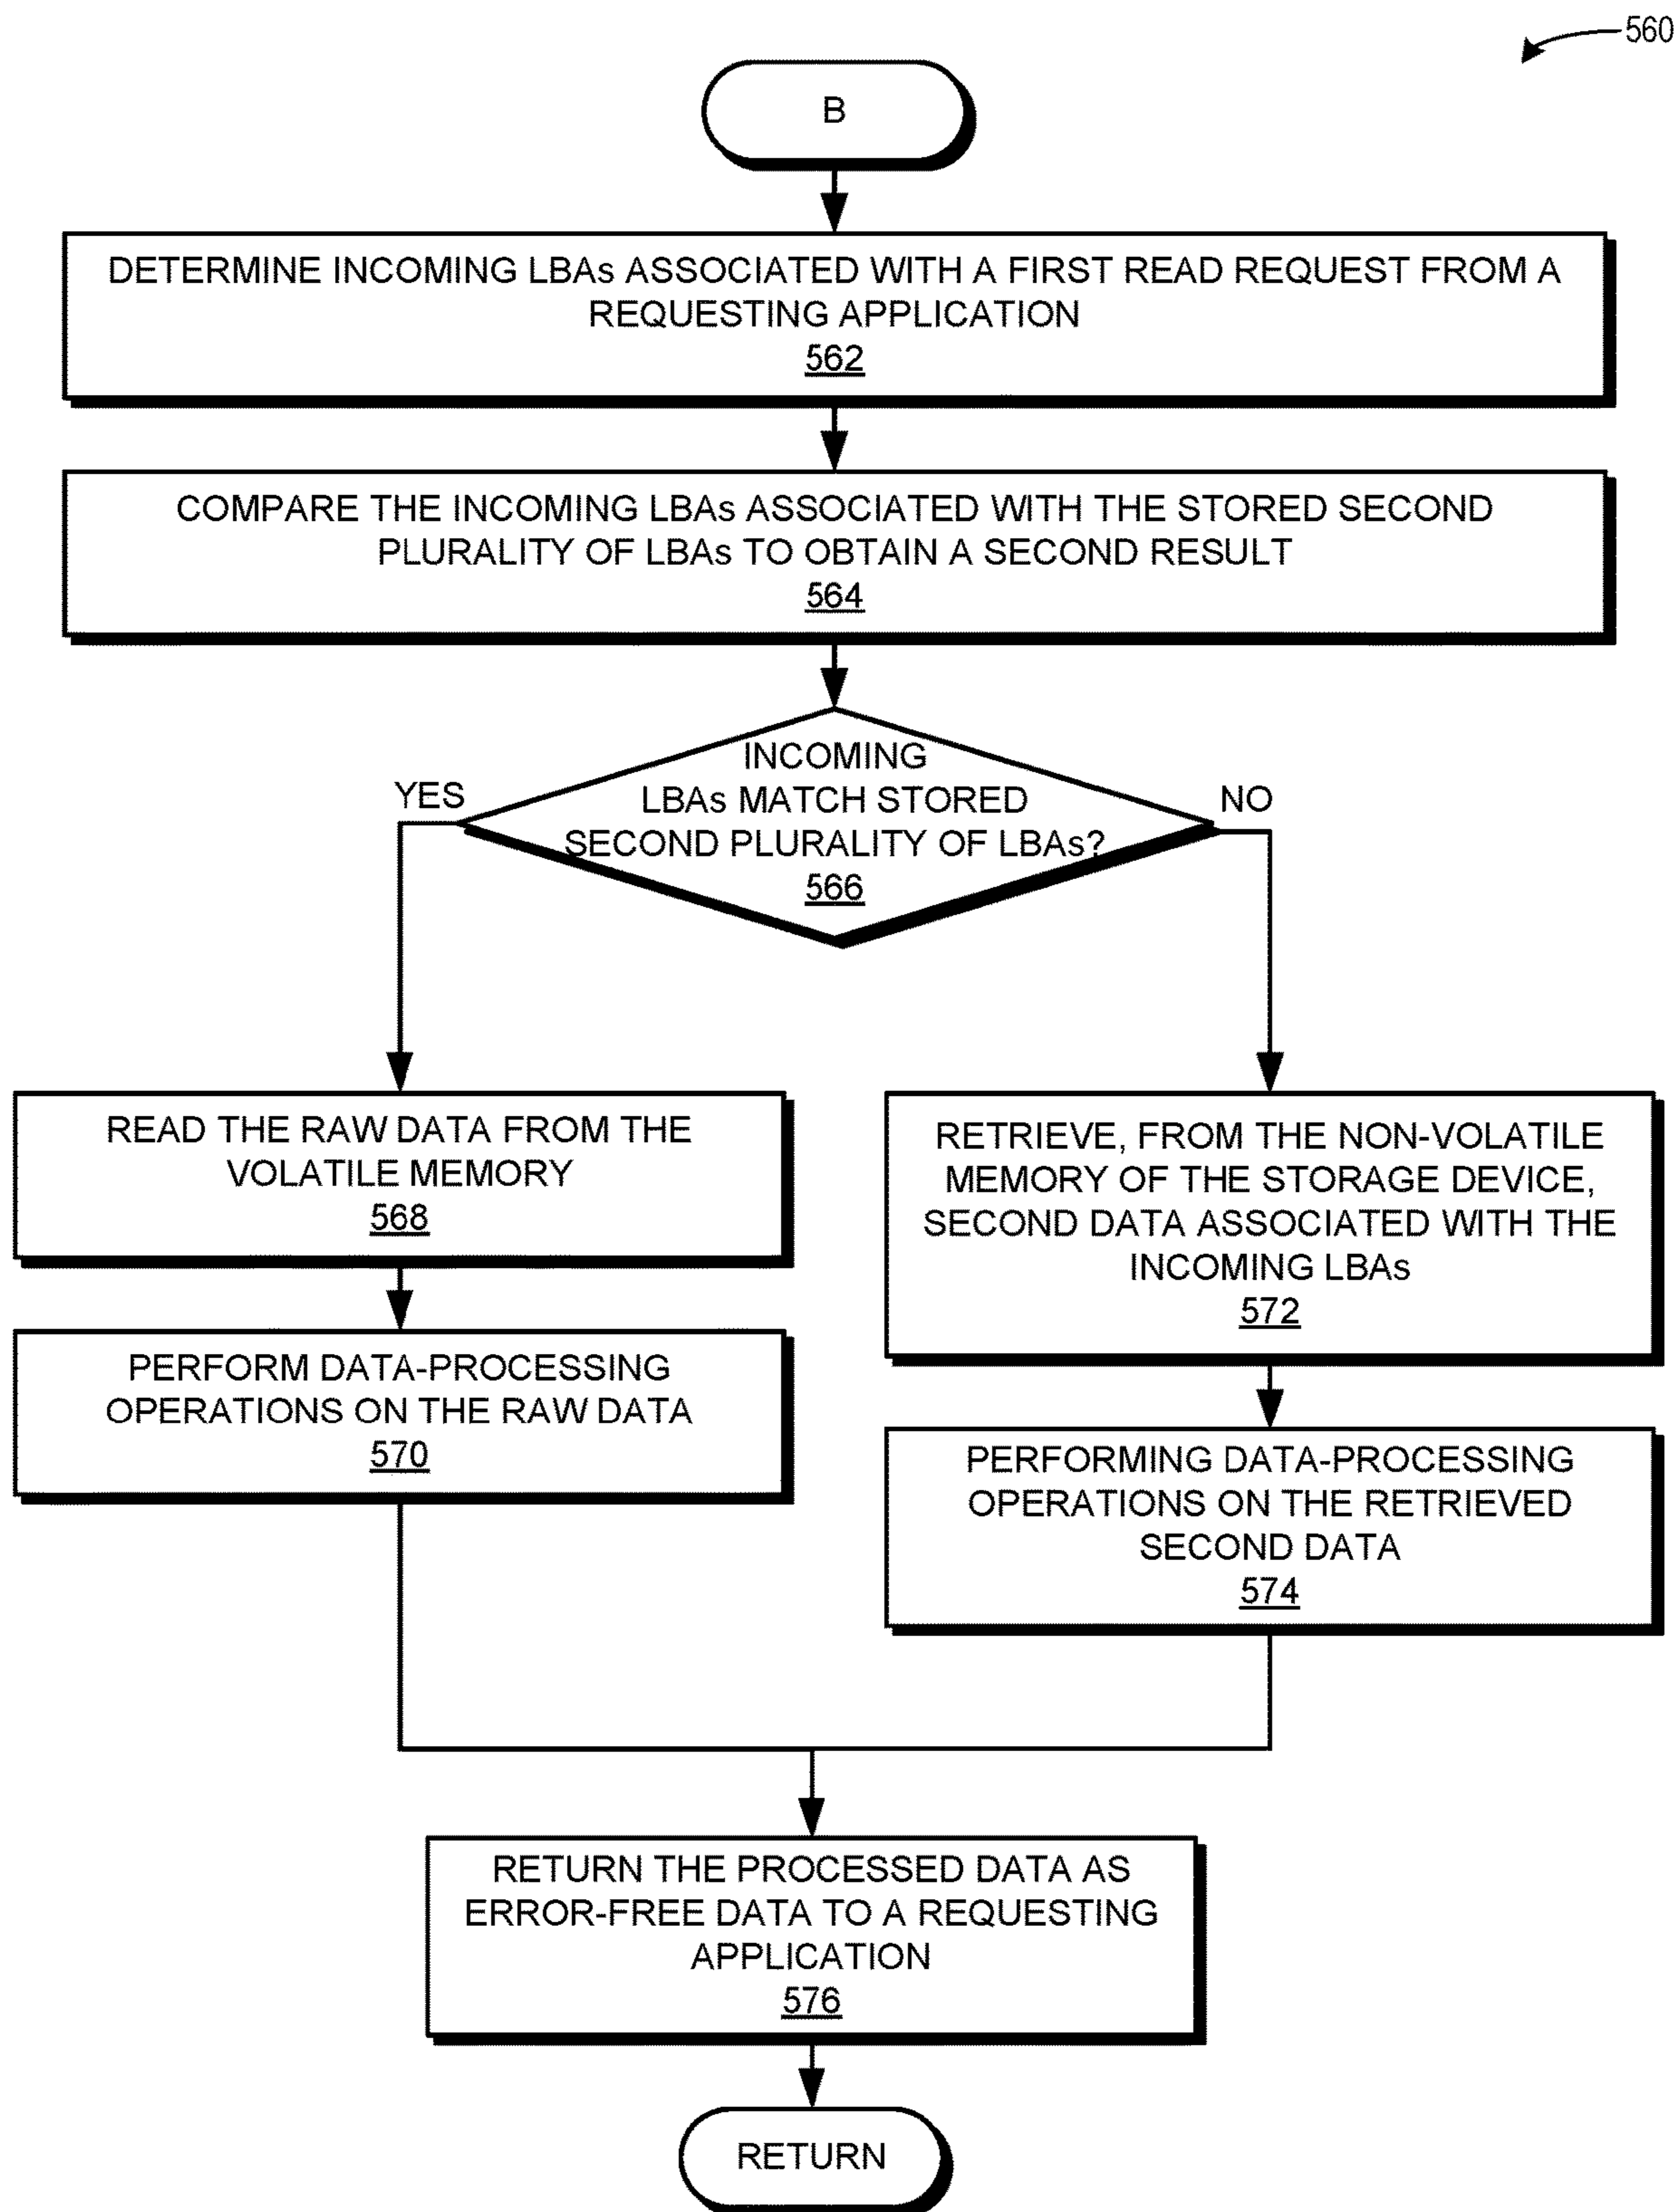 560
B
DETERMINE INCOMING LBAs ASSOCIATED WITH A FIRST READ REQUEST FROM A
REQUESTING APPLICATION
562
COMPARE THE INCOMING LBAs ASSOCIATED WITH THE STORED SECOND
PLURALITY OF LBAs TO OBTAIN A SECOND RESULT
564
INCOMING
LBAs MATCH STORED
SECOND PLURALITY OF LBAs?
566
YES
NO
READ THE RAW DATA FROM THE
VOLATILE MEMORY
568
PERFORM DATA-PROCESSING
OPERATIONS ON THE RAW DATA
570
RETRIEVE, FROM THE NON-VOLATILE
MEMORY OF THE STORAGE DEVICE,
SECOND DATA ASSOCIATED WITH THE
INCOMING LBAs
572
PERFORMING DATA-PROCESSING
OPERATIONS ON THE RETRIEVED
SECOND DATA
574
RETURN THE PROCESSED DATA AS
ERROR-FREE DATA TO A REQUESTING
APPLICATION
576
RETURN